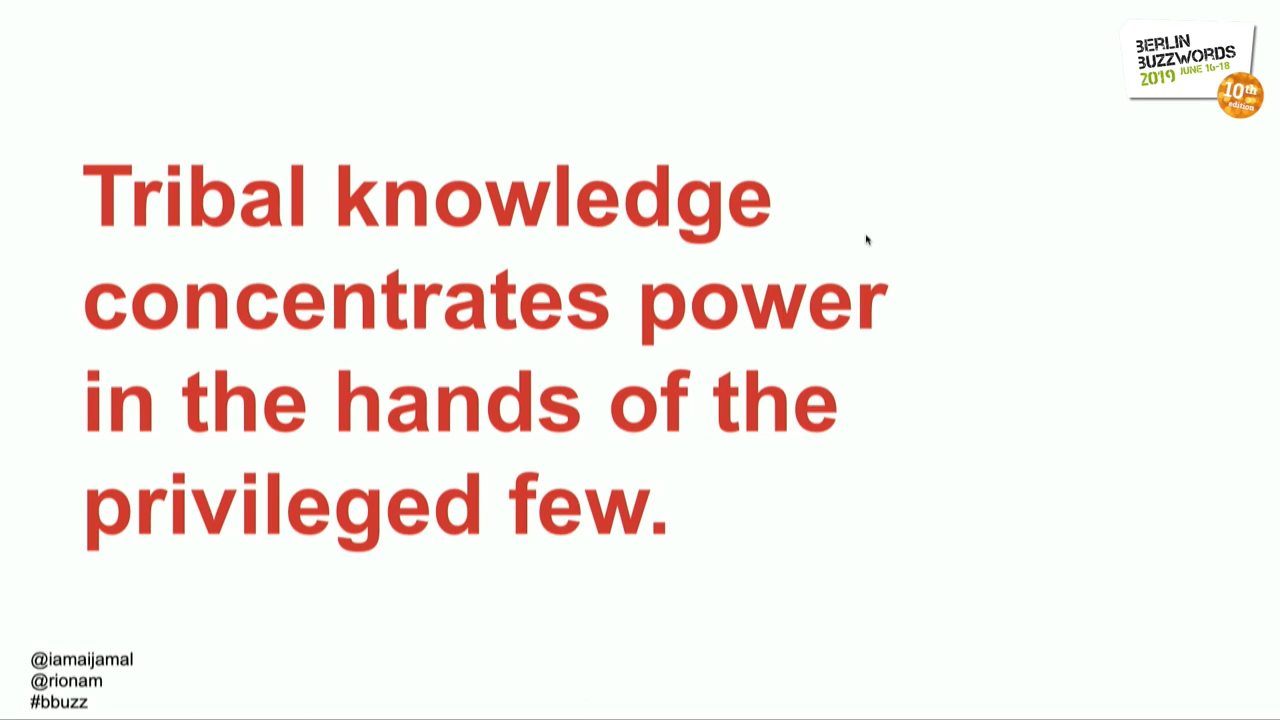 BERLIN
BUZZWORDS
2019 JUNE 16-18
10th
edition
Tribal knowledge
concentrates power
in the hands of the
privileged few.
@iamaijamal
@rionam
#bbuzz